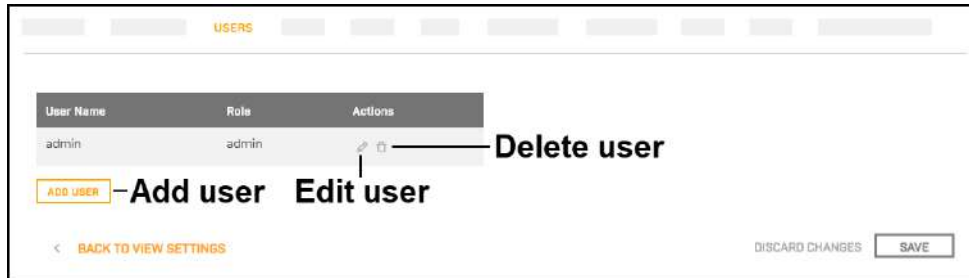 USERS
User Name Role Actions
admin admin
Delete user
ADD USER Add user Edit user
< BACK TO VIEW SETTINGS DISCARD CHANGES SAVE